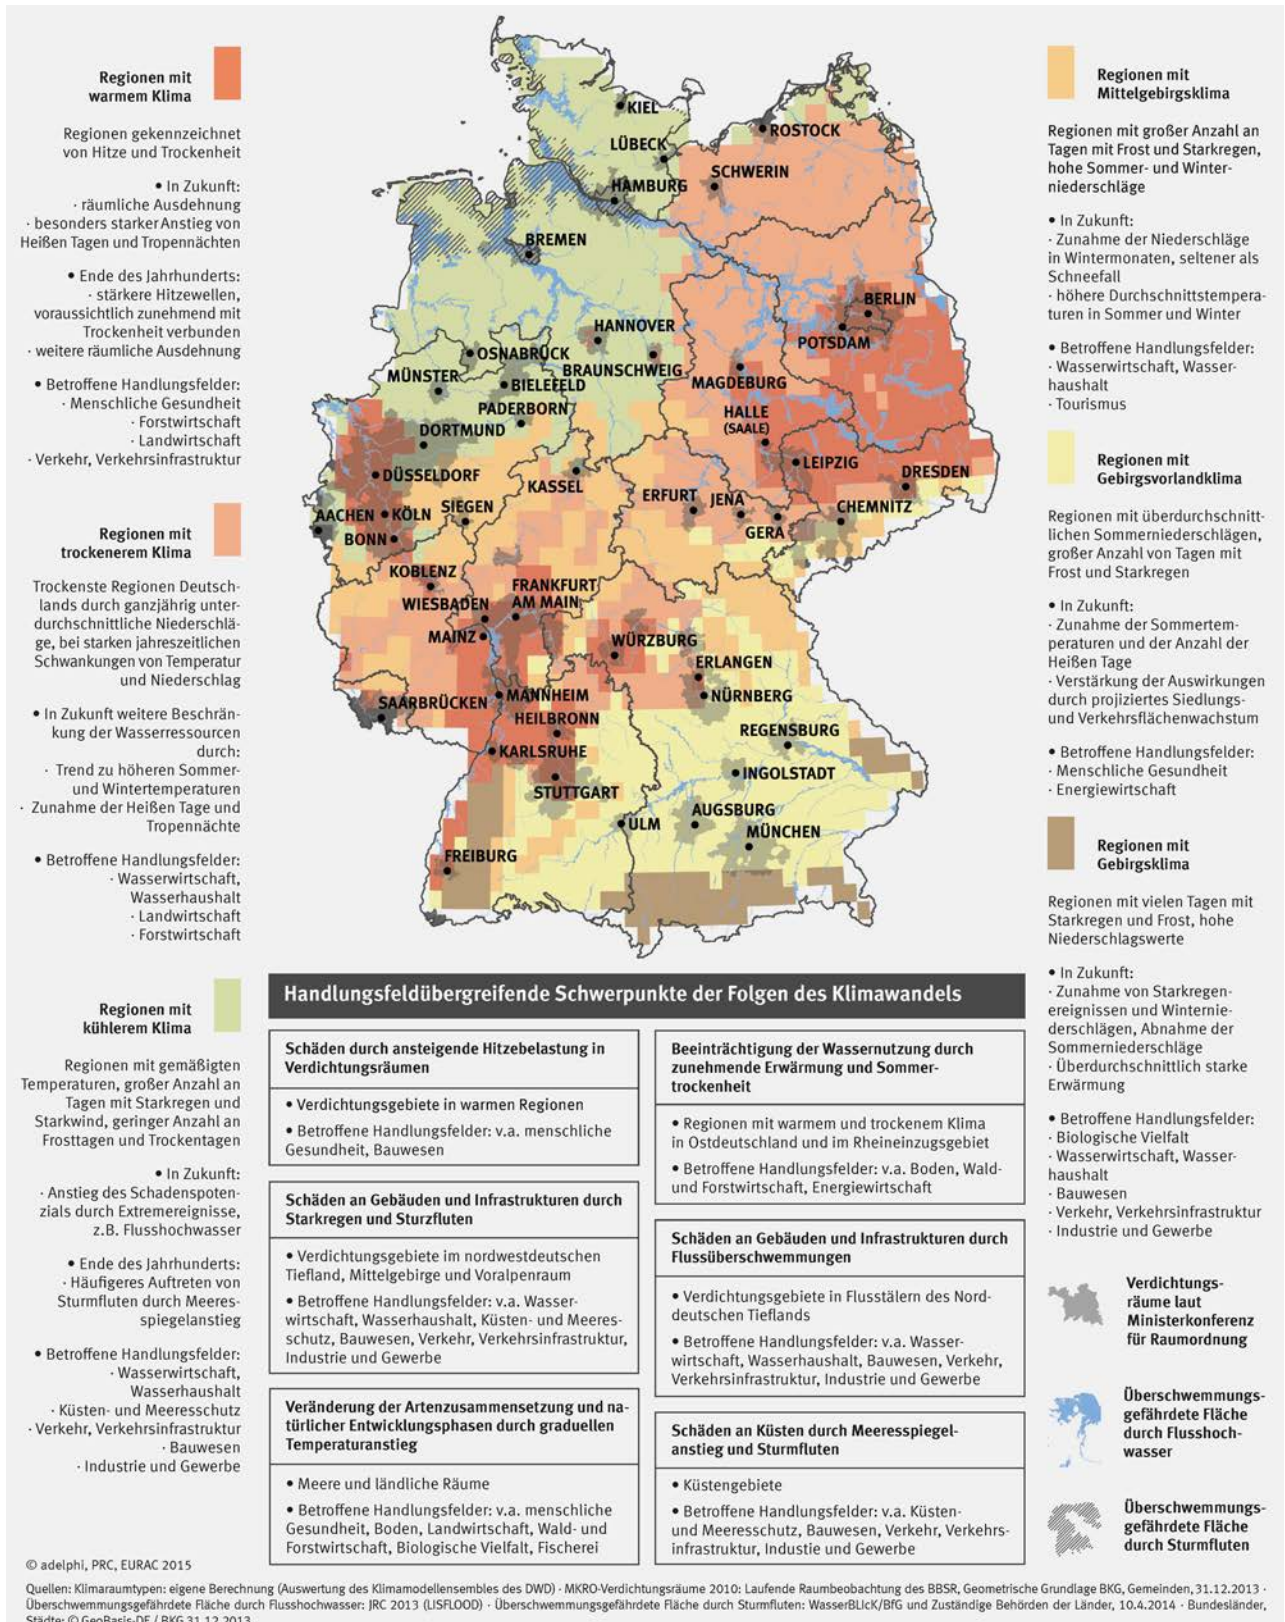 Regionen mit
warmem Klima
Regionen gekennzeichnet
von Hitze und Trockenheit
• In Zukunft:
· räumliche Ausdehnung
· besonders starker Anstieg von
Heißen Tagen und Tropennächten
• Ende des Jahrhunderts:
· stärkere Hitzewellen,
voraussichtlich zunehmend mit
Trockenheit verbunden
· weitere räumliche Ausdehnung
• Betroffene Handlungsfelder:
· Menschliche Gesundheit
· Forstwirtschaft
· Landwirtschaft
· Verkehr, Verkehrsinfrastruktur
Regionen mit
trockenerem Klima
Trockenste Regionen Deutsch-
lands durch ganzjährig unter-
durchschnittliche Niederschlä-
ge, bei starken jahreszeitlichen
Schwankungen von Temperatur
und Niederschlag
• In Zukunft weitere Beschrän-
kung der Wasserressourcen
durch:
· Trend zu höheren Sommer-
und Wintertemperaturen
· Zunahme der Heißen Tage und
Tropennächte
• Betroffene Handlungsfelder:
· Wasserwirtschaft,
Wasserhaushalt
· Landwirtschaft
· Forstwirtschaft
Regionen mit
kühlerem Klima
Regionen mit gemäßigten
Temperaturen, großer Anzahl an
Tagen mit Starkregen und
Starkwind, geringer Anzahl an
Frosttagen und Trockentagen
• In Zukunft:
· Anstieg des Schadenspoten-
zials durch Extremereignisse,
z.B. Flusshochwasser
• Ende des Jahrhunderts:
· Häufigeres Auftreten von
Sturmfluten durch Meeres-
spiegelanstieg
• Betroffene Handlungsfelder:
· Wasserwirtschaft,
Wasserhaushalt
· Küsten- und Meeresschutz
· Verkehr, Verkehrsinfrastruktur
· Bauwesen
· Industrie und Gewerbe
KIEL
ROSTOCK
LÜBECK
SCHWERIN
HAMBURG
BREMEN
BERLIN
HANNOVER
POTSDAM
OSNABRÜCK
BRAUNSCHWEIG
MÜNSTER
BIELEFELD
MAGDEBURG
PADERBORN
HALLE
(SAALE)
DORTMUND
LEIPZIG
DRESDEN
DÜSSELDORF
KASSEL
ERFURT
JENA
CHEMNITZ
SIEGEN
AACHEN
KÖLN
GERA
BONN
KOBLENZ
FRANKFURT
AM MAIN
WIESBADEN
MAINZ
WÜRZBURG
ERLANGEN
SAARBRÜCKEN
MANNHEIM
NÜRNBERG
HEILBRONN
REGENSBURG
KARLSRUHE
INGOLSTADT
STUTTGART
AUGSBURG
ULM
MÜNCHEN
FREIBURG
Regionen mit
Mittelgebirgsklima
Regionen mit großer Anzahl an
Tagen mit Frost und Starkregen,
hohe Sommer- und Winter-
niederschläge
• In Zukunft:
· Zunahme der Niederschläge
in Wintermonaten, seltener als
Schneefall
· höhere Durchschnittstempera-
turen in Sommer und Winter
• Betroffene Handlungsfelder:
· Wasserwirtschaft, Wasser-
haushalt
· Tourismus
Regionen mit
Gebirgsvorlandklima
Regionen mit überdurchschnitt-
lichen Sommerniederschlägen,
großer Anzahl von Tagen mit
Frost und Starkregen
• In Zukunft:
· Zunahme der Sommertem-
peraturen und der Anzahl der
Heißen Tage
· Verstärkung der Auswirkungen
durch projiziertes Siedlungs-
und Verkehrsflächenwachstum
• Betroffene Handlungsfelder:
· Menschliche Gesundheit
· Energiewirtschaft
Regionen mit
Gebirgsklima
Regionen mit vielen Tagen mit
Starkregen und Frost, hohe
Niederschlagswerte
• In Zukunft:
· Zunahme von Starkregen-
ereignissen und Winternie-
derschlägen, Abnahme der
Sommerniederschläge
· Überdurchschnittlich starke
Erwärmung
• Betroffene Handlungsfelder:
· Biologische Vielfalt
· Wasserwirtschaft, Wasser-
haushalt
· Bauwesen
· Verkehr, Verkehrsinfrastruktur
· Industrie und Gewerbe
Verdichtungs-
räume laut
Ministerkonferenz
für Raumordnung
Überschwemmungs-
gefährdete Fläche
durch Flusshoch-
wasser
Überschwemmungs-
gefährdete Fläche
durch Sturmfluten
Handlungsfeldübergreifende Schwerpunkte der Folgen des Klimawandels
Schäden durch ansteigende Hitzebelastung in
Verdichtungsräumen
• Verdichtungsgebiete in warmen Regionen
• Betroffene Handlungsfelder: v.a. menschliche
Gesundheit, Bauwesen
Schäden an Gebäuden und Infrastrukturen durch
Starkregen und Sturzfluten
• Verdichtungsgebiete im nordwestdeutschen
Tiefland, Mittelgebirge und Voralpenraum
• Betroffene Handlungsfelder: v.a. Wasser-
wirtschaft, Wasserhaushalt, Küsten- und Meeres-
schutz, Bauwesen, Verkehr, Verkehrsinfrastruktur,
Industrie und Gewerbe
Veränderung der Artenzusammensetzung und na-
türlicher Entwicklungsphasen durch graduellen
Temperaturanstieg
• Meere und ländliche Räume
• Betroffene Handlungsfelder: v.a. menschliche
Gesundheit, Boden, Landwirtschaft, Wald- und
Forstwirtschaft, Biologische Vielfalt, Fischerei
Beeinträchtigung der Wassernutzung durch
zunehmende Erwärmung und Sommer-
trockenheit
• Regionen mit warmem und trockenem Klima
in Ostdeutschland und im Rheineinzugsgebiet
• Betroffene Handlungsfelder: v.a. Boden, Wald-
und Forstwirtschaft, Energiewirtschaft
Schäden an Gebäuden und Infrastrukturen durch
Flussüberschwemmungen
• Verdichtungsgebiete in Flusstälern des Nord-
deutschen Tieflands
• Betroffene Handlungsfelder: v.a. Wasser-
wirtschaft, Wasserhaushalt, Bauwesen, Verkehr,
Verkehrsinfrastruktur, Industrie und Gewerbe
Schäden an Küsten durch Meeresspiegel-
anstieg und Sturmfluten
• Küstengebiete
• Betroffene Handlungsfelder: v.a. Küsten-
und Meeresschutz, Bauwesen, Verkehr, Verkehrs-
infrastruktur, Industie und Gewerbe
© adelphi, PRC, EURAC 2015
Quellen: Klimaraumtypen: eigene Berechnung (Auswertung des Klimamodellensembles des DWD) · MKRO-Verdichtungsräume 2010: Laufende Raumbeobachtung des BBSR, Geometrische Grundlage BKG, Gemeinden, 31.12.2013 ·
Überschwemmungsgefährdete Fläche durch Flusshochwasser: JRC 2013 (LISFLOOD) · Überschwemmungsgefährdete Fläche durch Sturmfluten: WasserBLIcK/BfG und Zuständige Behörden der Länder, 10.4.2014 · Bundesländer,
Städte: © GeoBasis-DE / BKG 31.12.2013